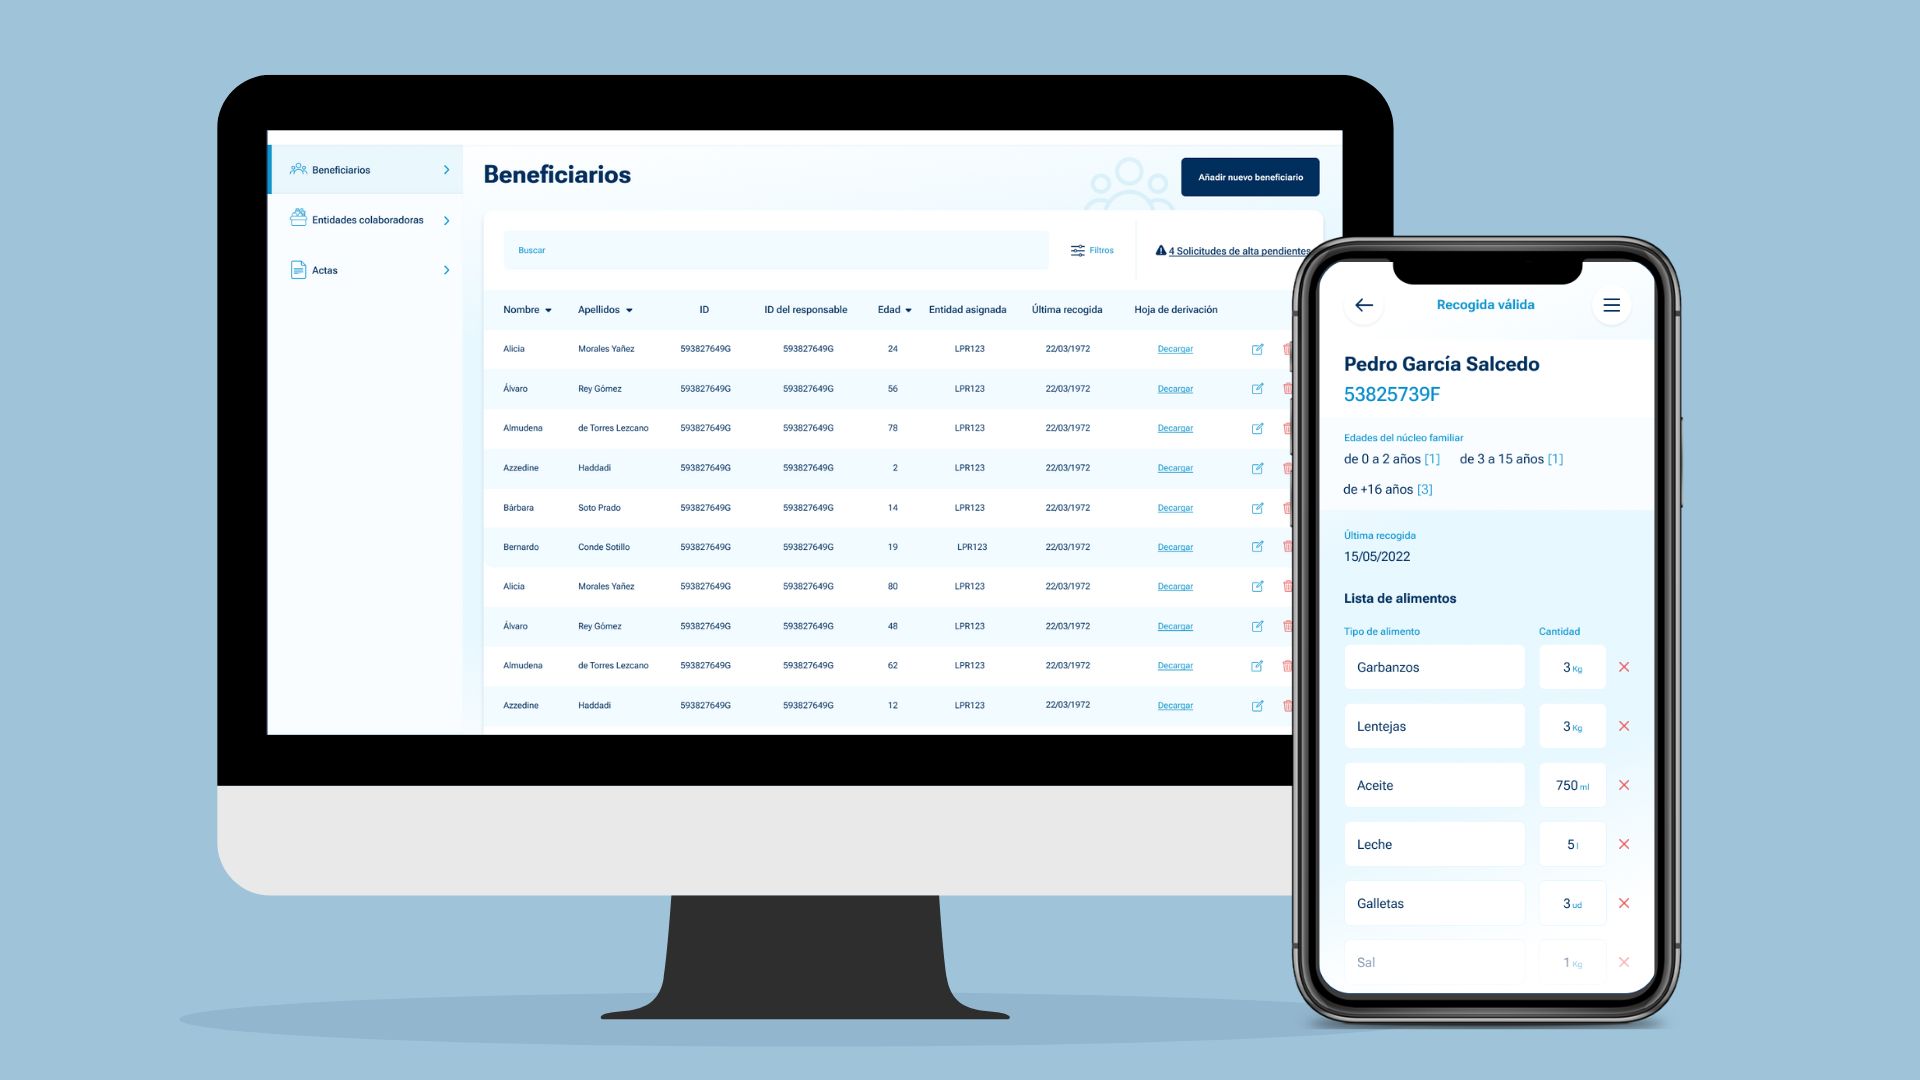 Beneficiarios
Entidades colaboradoras
Actas
Beneficiarios
Añadir nuevo beneficiario
Buscar
Filtros
4 Solicitudes de alta pendientes
Nombre Apellidos ID ID del responsable Edad Entidad asignada Última recogida Hoja de derivación
Alicia Morales Yañez 593827649G 593827649G 24 LPR123 22/03/1972 Decargar
Álvaro Rey Gómez 593827649G 593827649G 56 LPR123 22/03/1972 Decargar
Almudena de Torres Lezcano 593827649G 593827649G 78 LPR123 22/03/1972 Decargar
Azzedine Haddadi 593827649G 593827649G 2 LPR123 22/03/1972 Decargar
Bárbara Soto Prado 593827649G 593827649G 14 LPR123 22/03/1972 Decargar
Bernardo Conde Sotillo 593827649G 593827649G 19 LPR123 22/03/1972 Decargar
Alicia Morales Yañez 593827649G 593827649G 80 LPR123 22/03/1972 Decargar
Álvaro Rey Gómez 593827649G 593827649G 48 LPR123 22/03/1972 Decargar
Almudena de Torres Lezcano 593827649G 593827649G 62 LPR123 22/03/1972 Decargar
Azzedine Haddadi 593827649G 593827649G 12 LPR123 22/03/1972 Decargar
Recogida válida
Pedro García Salcedo
53825739F
Edades del núcleo familiar
de 0 a 2 años [1] de 3 a 15 años [1]
de +16 años [3]
Última recogida
15/05/2022
Lista de alimentos
Tipo de alimento Cantidad
Garbanzos 3 Kg
Lentejas 3 Kg
Aceite 750 ml
Leche 5 l
Galletas 3 ud
Sal 1 Kg